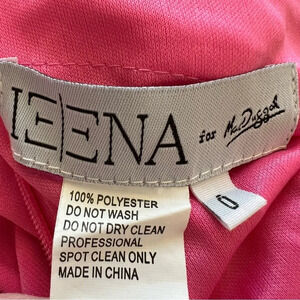 IEENA for Mac Duggal
0
100% POLYESTER
DO NOT WASH
DO NOT DRY CLEAN
PROFESSIONAL
SPOT CLEAN ONLY
MADE IN CHINA